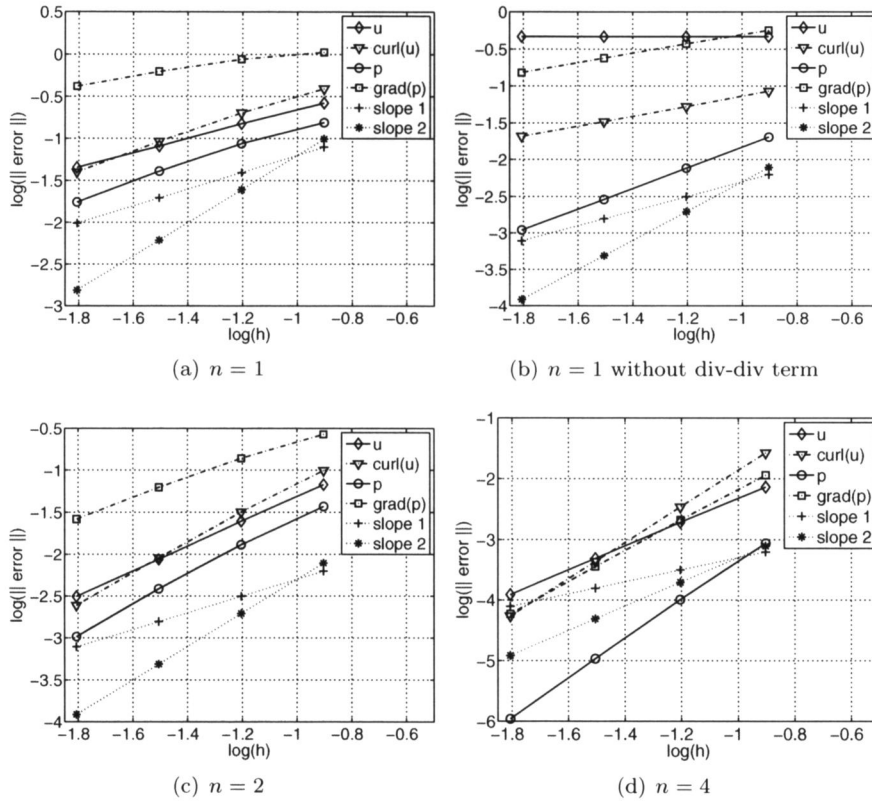 0.5
0
−0.5
−1
−1.5
−2
−2.5
−3
log(|| error ||)
−1.8 −1.6 −1.4 −1.2 −1 −0.8 −0.6
log(h)
u
curl(u)
p
grad(p)
slope 1
slope 2
(a) n = 1
0
−0.5
−1
−1.5
−2
−2.5
−3
−3.5
−4
log(|| error ||)
−1.8 −1.6 −1.4 −1.2 −1 −0.8 −0.6
log(h)
u
curl(u)
p
grad(p)
slope 1
slope 2
(b) n = 1 without div-div term
−0.5
−1
−1.5
−2
−2.5
−3
−3.5
−4
log(|| error ||)
−1.8 −1.6 −1.4 −1.2 −1 −0.8 −0.6
log(h)
u
curl(u)
p
grad(p)
slope 1
slope 2
(c) n = 2
−1
−2
−3
−4
−5
−6
log(|| error ||)
−1.8 −1.6 −1.4 −1.2 −1 −0.8 −0.6
log(h)
u
curl(u)
p
grad(p)
slope 1
slope 2
(d) n = 4